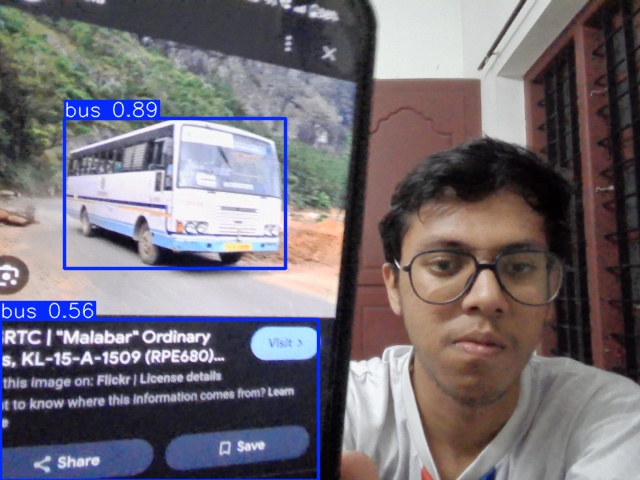 bus 0.89
bus 0.56
RTC | "Malabar" Ordinary
s, KL-15-A-1509 (RPE680)...
Visit >
this image on: Flickr | License details
t to know where this information comes from? Learn
e
Share
Save